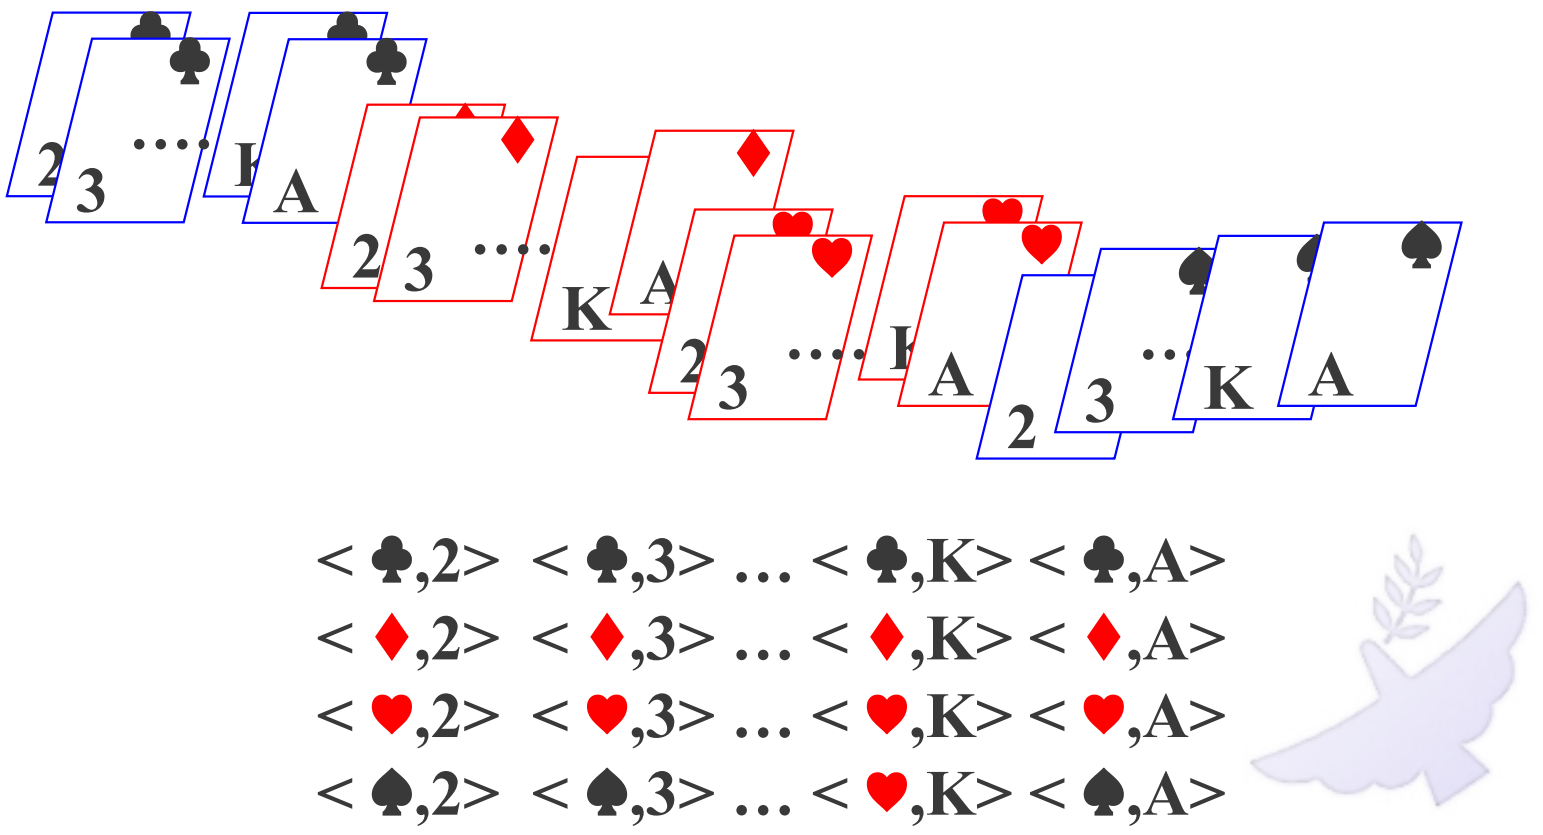 2 3 .... K A
2 3 .... K A
2 3 .... K A
2 3 .. K A
< ♣,2> < ♣,3> ... < ♣,K> < ♣,A>
< ♦,2> < ♦,3> ... < ♦,K> < ♦,A>
< ♥,2> < ♥,3> ... < ♥,K> < ♥,A>
< ♠,2> < ♠,3> ... < ♥,K> < ♠,A>